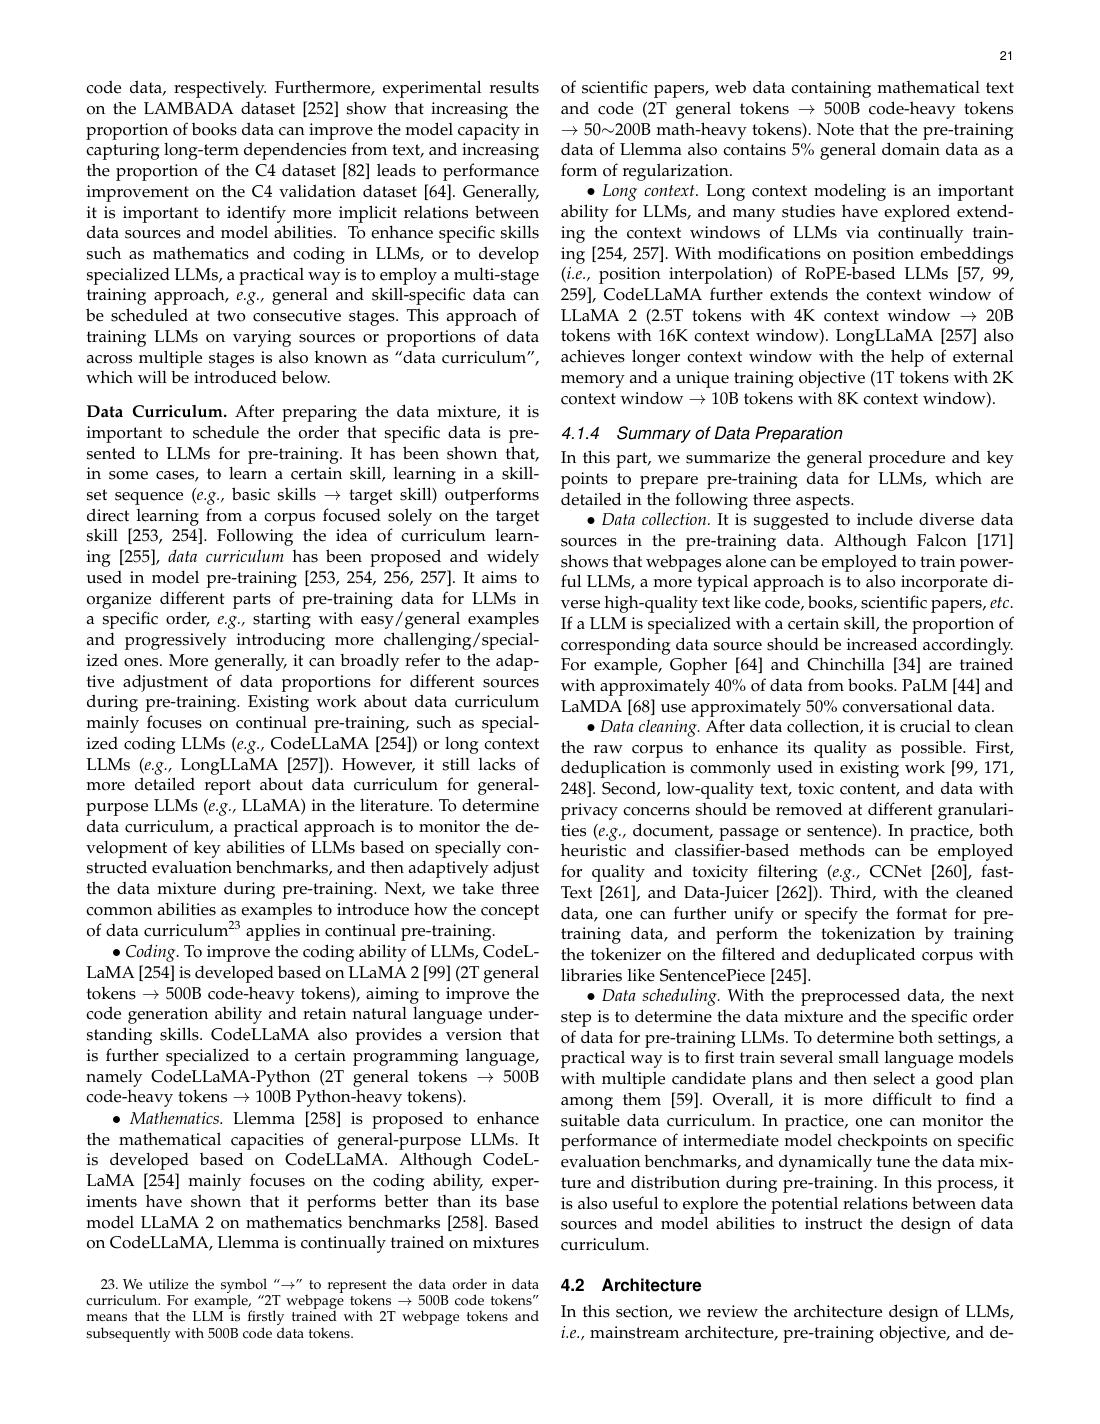 21
code data, respectively. Furthermore, experimental results
on the LAMBADA dataset [252] show that increasing the
proportion of books data can improve the model capacity in
capturing long-term dependencies from text, and increasing
the proportion of the C4 dataset [82] leads to performance
improvement on the C4 validation dataset [64]. Generally,
it is important to identify more implicit relations between
data sources and model abilities. To enhance specific skills
such as mathematics and coding in LLMs, or to develop
specialized LLMs, a practical way is to employ a multi-stage
training approach, e.g., general and skill-specific data can
be scheduled at two consecutive stages. This approach of
training LLMs on varying sources or proportions of data
across multiple stages is also known as “data curriculum”,
which will be introduced below.
Data Curriculum. After preparing the data mixture, it is
important to schedule the order that specific data is pre-
sented to LLMs for pre-training. It has been shown that,
in some cases, to learn a certain skill, learning in a skill-
set sequence (e.g., basic skills → target skill) outperforms
direct learning from a corpus focused solely on the target
skill [253, 254]. Following the idea of curriculum learn-
ing [255], data curriculum has been proposed and widely
used in model pre-training [253, 254, 256, 257]. It aims to
organize different parts of pre-training data for LLMs in
a specific order, e.g., starting with easy/general examples
and progressively introducing more challenging/special-
ized ones. More generally, it can broadly refer to the adap-
tive adjustment of data proportions for different sources
during pre-training. Existing work about data curriculum
mainly focuses on continual pre-training, such as special-
ized coding LLMs (e.g., CodeLLaMA [254]) or long context
LLMs (e.g., LongLLaMA [257]). However, it still lacks of
more detailed report about data curriculum for general-
purpose LLMs (e.g., LLaMA) in the literature. To determine
data curriculum, a practical approach is to monitor the de-
velopment of key abilities of LLMs based on specially con-
structed evaluation benchmarks, and then adaptively adjust
the data mixture during pre-training. Next, we take three
common abilities as examples to introduce how the concept
of data curriculum23 applies in continual pre-training.
• Coding. To improve the coding ability of LLMs, CodeL-
LaMA [254] is developed based on LLaMA 2 [99] (2T general
tokens → 500B code-heavy tokens), aiming to improve the
code generation ability and retain natural language under-
standing skills. CodeLLaMA also provides a version that
is further specialized to a certain programming language,
namely CodeLLaMA-Python (2T general tokens → 500B
code-heavy tokens → 100B Python-heavy tokens).
• Mathematics. Llemma [258] is proposed to enhance
the mathematical capacities of general-purpose LLMs. It
is developed based on CodeLLaMA. Although CodeL-
LaMA [254] mainly focuses on the coding ability, exper-
iments have shown that it performs better than its base
model LLaMA 2 on mathematics benchmarks [258]. Based
on CodeLLaMA, Llemma is continually trained on mixtures
23. We utilize the symbol “→” to represent the data order in data
curriculum. For example, “2T webpage tokens → 500B code tokens”
means that the LLM is firstly trained with 2T webpage tokens and
subsequently with 500B code data tokens.
of scientific papers, web data containing mathematical text
and code (2T general tokens → 500B code-heavy tokens
→ 50∼200B math-heavy tokens). Note that the pre-training
data of Llemma also contains 5% general domain data as a
form of regularization.
• Long context. Long context modeling is an important
ability for LLMs, and many studies have explored extend-
ing the context windows of LLMs via continually train-
ing [254, 257]. With modifications on position embeddings
(i.e., position interpolation) of RoPE-based LLMs [57, 99,
259], CodeLLaMA further extends the context window of
LLaMA 2 (2.5T tokens with 4K context window → 20B
tokens with 16K context window). LongLLaMA [257] also
achieves longer context window with the help of external
memory and a unique training objective (1T tokens with 2K
context window → 10B tokens with 8K context window).
4.1.4 Summary of Data Preparation
In this part, we summarize the general procedure and key
points to prepare pre-training data for LLMs, which are
detailed in the following three aspects.
• Data collection. It is suggested to include diverse data
sources in the pre-training data. Although Falcon [171]
shows that webpages alone can be employed to train power-
ful LLMs, a more typical approach is to also incorporate di-
verse high-quality text like code, books, scientific papers, etc.
If a LLM is specialized with a certain skill, the proportion of
corresponding data source should be increased accordingly.
For example, Gopher [64] and Chinchilla [34] are trained
with approximately 40% of data from books. PaLM [44] and
LaMDA [68] use approximately 50% conversational data.
• Data cleaning. After data collection, it is crucial to clean
the raw corpus to enhance its quality as possible. First,
deduplication is commonly used in existing work [99, 171,
248]. Second, low-quality text, toxic content, and data with
privacy concerns should be removed at different granulari-
ties (e.g., document, passage or sentence). In practice, both
heuristic and classifier-based methods can be employed
for quality and toxicity filtering (e.g., CCNet [260], fast-
Text [261], and Data-Juicer [262]). Third, with the cleaned
data, one can further unify or specify the format for pre-
training data, and perform the tokenization by training
the tokenizer on the filtered and deduplicated corpus with
libraries like SentencePiece [245].
• Data scheduling. With the preprocessed data, the next
step is to determine the data mixture and the specific order
of data for pre-training LLMs. To determine both settings, a
practical way is to first train several small language models
with multiple candidate plans and then select a good plan
among them [59]. Overall, it is more difficult to find a
suitable data curriculum. In practice, one can monitor the
performance of intermediate model checkpoints on specific
evaluation benchmarks, and dynamically tune the data mix-
ture and distribution during pre-training. In this process, it
is also useful to explore the potential relations between data
sources and model abilities to instruct the design of data
curriculum.
4.2 Architecture
In this section, we review the architecture design of LLMs,
i.e., mainstream architecture, pre-training objective, and de-